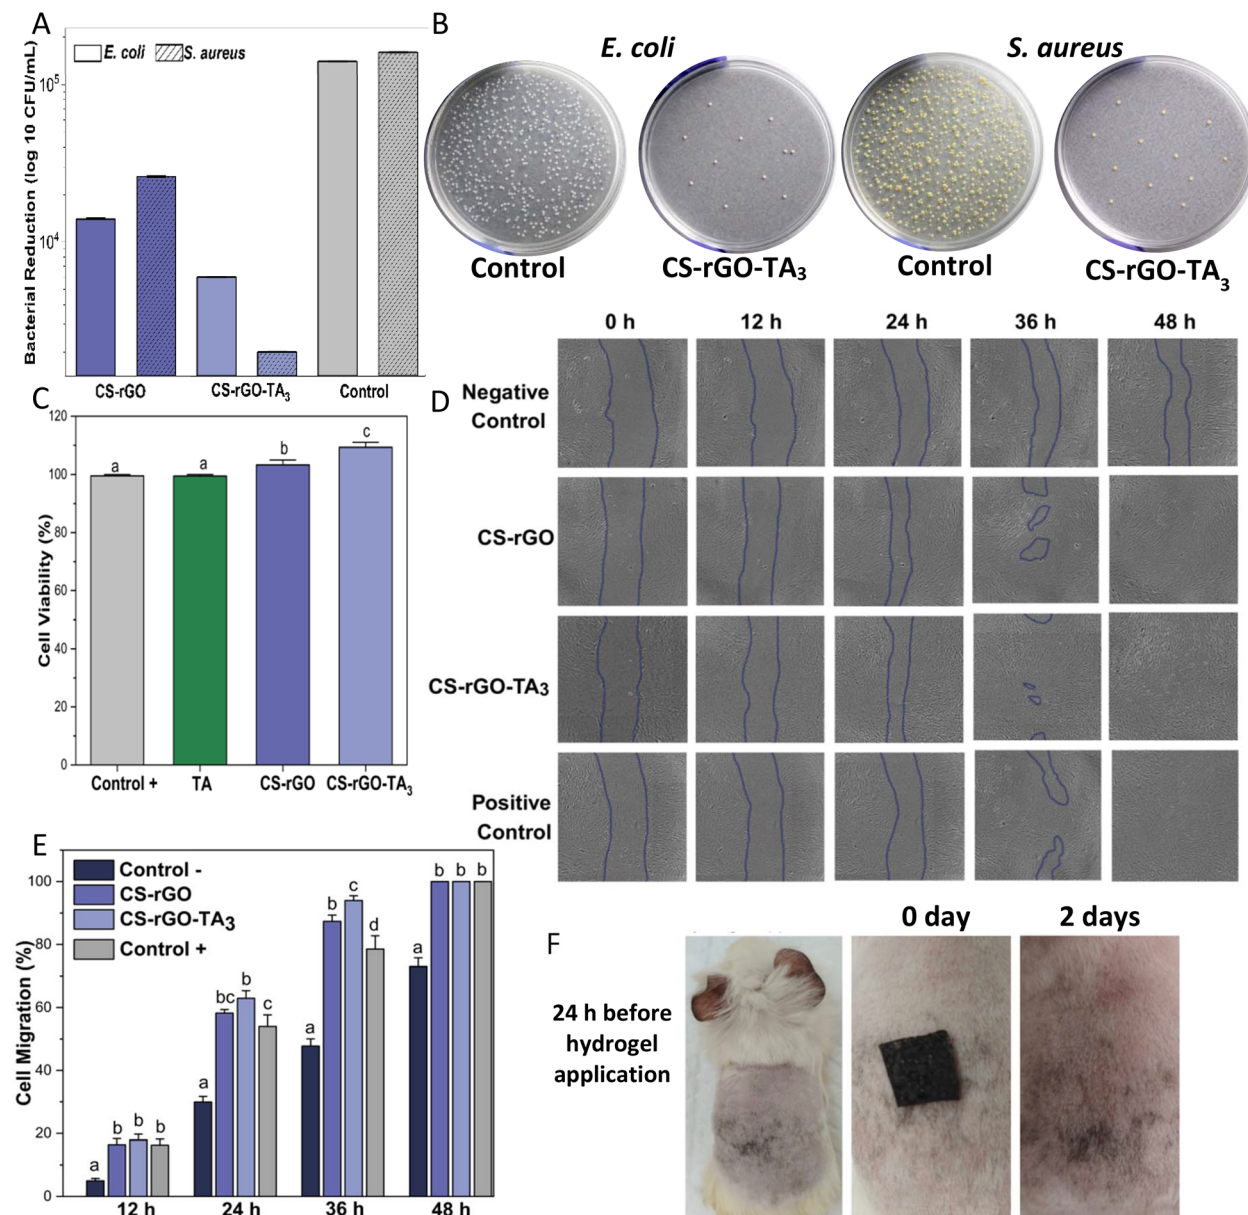 A
Bacterial Reduction (log 10 CFU/mL)
E. coli
S. aureus
10⁵
10⁴
CS-rGO
CS-rGO-TA₃
Control
B
E. coli
S. aureus
Control
CS-rGO-TA₃
Control
CS-rGO-TA₃
C
Cell Viability (%)
120
100
80
60
40
20
0
a
a
b
c
Control +
TA
CS-rGO
CS-rGO-TA₃
D
0 h
12 h
24 h
36 h
48 h
Negative
Control
CS-rGO
CS-rGO-TA₃
Positive
Control
E
Cell Migration (%)
100
80
60
40
20
0
Control -
CS-rGO
CS-rGO-TA₃
Control +
a
b
b
b
a
bc
b
c
a
b
c
d
a
b
b
b
12 h
24 h
36 h
48 h
F
24 h before
hydrogel
application
0 day
2 days